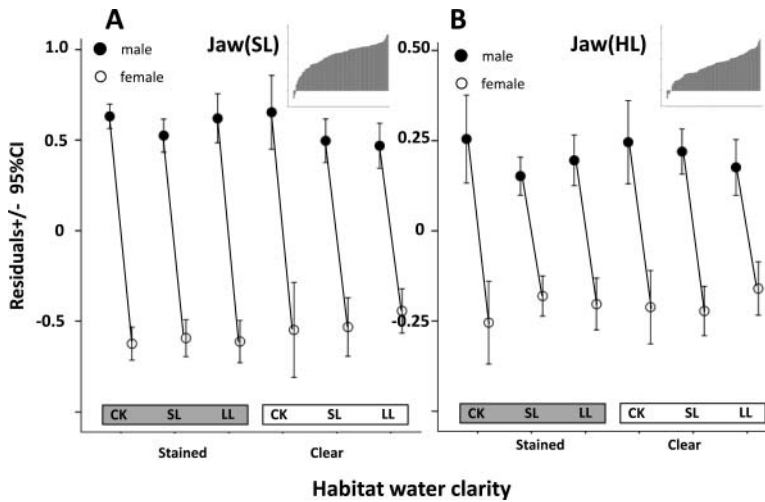 A
Jaw(SL)
1.0
male
female
0.5
0
-0.5
Residuals+/- 95%CI
CK SL LL CK SL LL
Stained Clear
B
Jaw(HL)
0.50
male
female
0.25
0
-0.25
CK SL LL CK SL LL
Stained Clear
Habitat water clarity